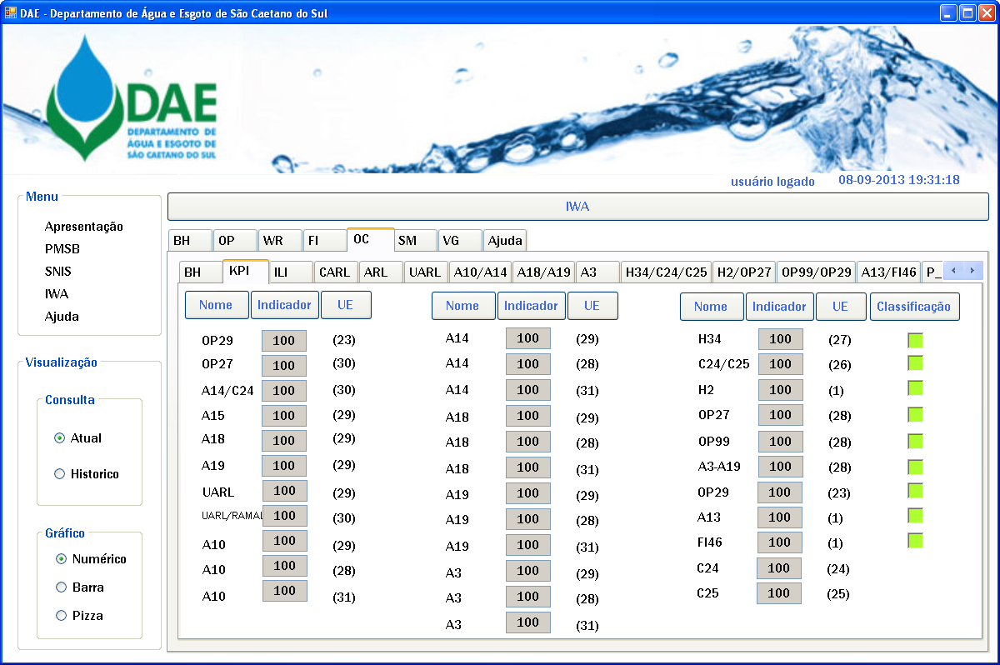 DAE - Departamento de Água e Esgoto de São Caetano do Sul
DAE
DEPARTAMENTO DE
ÁGUA E ESGOTO DE
SÃO CAETANO DO SUL
usuário logado 08-09-2013 19:31:18
Menu
Apresentação
PMSB
SNIS
IWA
Ajuda
Visualização
Consulta
Atual
Historico
Gráfico
Numérico
Barra
Pizza
IWA
BH OP WR FI OC SM VG Ajuda
BH KPI ILI CARL ARL UARL A10/A14 A18/A19 A3 H34/C24/C25 H2/OP27 OP99/OP29 A13/FI46 P_
Nome Indicador UE
OP29 100 (23)
OP27 100 (30)
A14/C24 100 (30)
A15 100 (29)
A18 100 (29)
A19 100 (29)
UARL 100 (29)
UARL/RAMAL 100 (30)
A10 100 (29)
A10 100 (28)
A10 100 (31)
Nome Indicador UE
A14 100 (29)
A14 100 (28)
A14 100 (31)
A18 100 (29)
A18 100 (28)
A18 100 (31)
A19 100 (29)
A19 100 (28)
A19 100 (31)
A3 100 (29)
A3 100 (28)
A3 100 (31)
Nome Indicador UE Classificação
H34 100 (27)
C24/C25 100 (26)
H2 100 (1)
OP27 100 (28)
OP99 100 (28)
A3-A19 100 (28)
OP29 100 (23)
A13 100 (1)
FI46 100 (1)
C24 100 (24)
C25 100 (25)